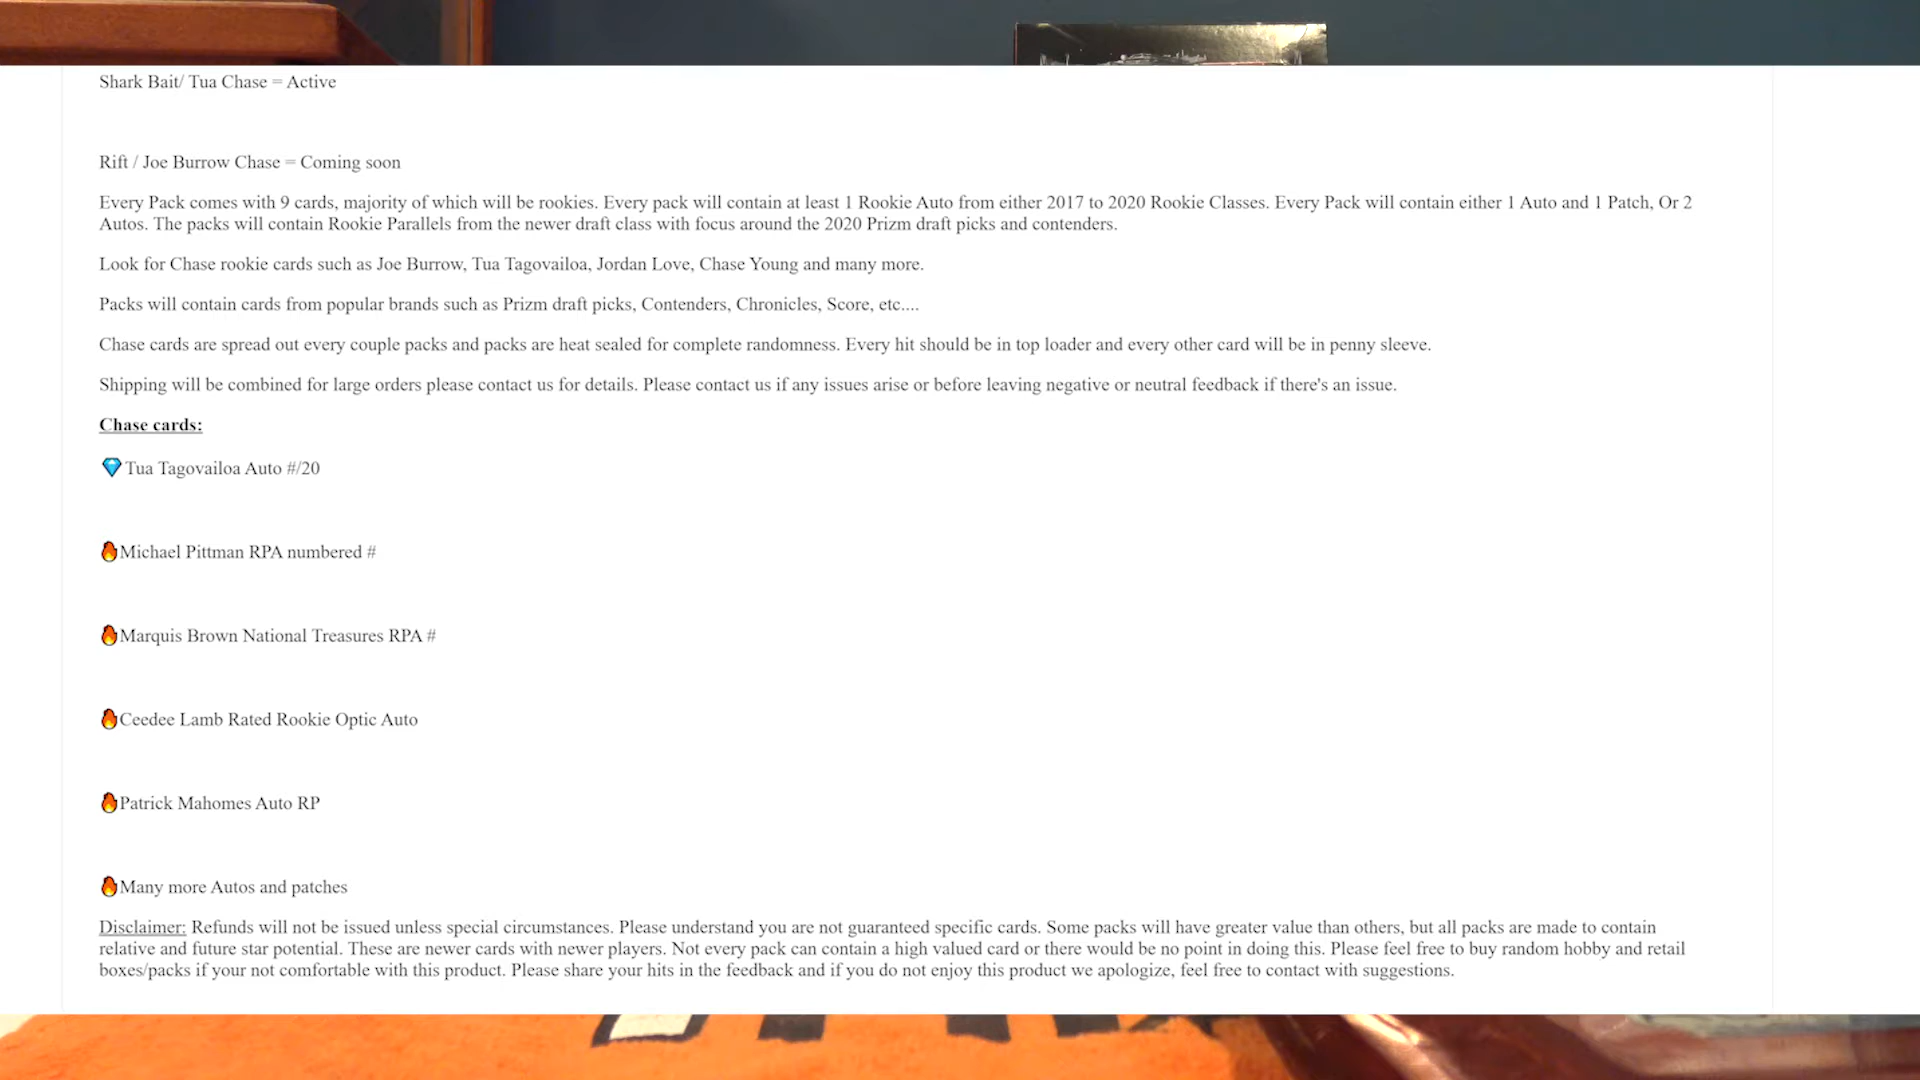 Shark Bait/ Tua Chase = Active
Rift / Joe Burrow Chase = Coming soon
Every Pack comes with 9 cards, majority of which will be rookies. Every pack will contain at least 1 Rookie Auto from either 2017 to 2020 Rookie Classes. Every Pack will contain either 1 Auto and 1 Patch, Or 2
Autos. The packs will contain Rookie Parallels from the newer draft class with focus around the 2020 Prizm draft picks and contenders.
Look for Chase rookie cards such as Joe Burrow, Tua Tagovailoa, Jordan Love, Chase Young and many more.
Packs will contain cards from popular brands such as Prizm draft picks, Contenders, Chronicles, Score, etc....
Chase cards are spread out every couple packs and packs are heat sealed for complete randomness. Every hit should be in top loader and every other card will be in penny sleeve.
Shipping will be combined for large orders please contact us for details. Please contact us if any issues arise or before leaving negative or neutral feedback if there's an issue.
Chase cards:
💎Tua Tagovailoa Auto #/20
🔥Michael Pittman RPA numbered #
🔥Marquis Brown National Treasures RPA #
🔥Ceedee Lamb Rated Rookie Optic Auto
🔥Patrick Mahomes Auto RP
🔥Many more Autos and patches
Disclaimer: Refunds will not be issued unless special circumstances. Please understand you are not guaranteed specific cards. Some packs will have greater value than others, but all packs are made to contain
relative and future star potential. These are newer cards with newer players. Not every pack can contain a high valued card or there would be no point in doing this. Please feel free to buy random hobby and retail
boxes/packs if your not comfortable with this product. Please share your hits in the feedback and if you do not enjoy this product we apologize, feel free to contact with suggestions.